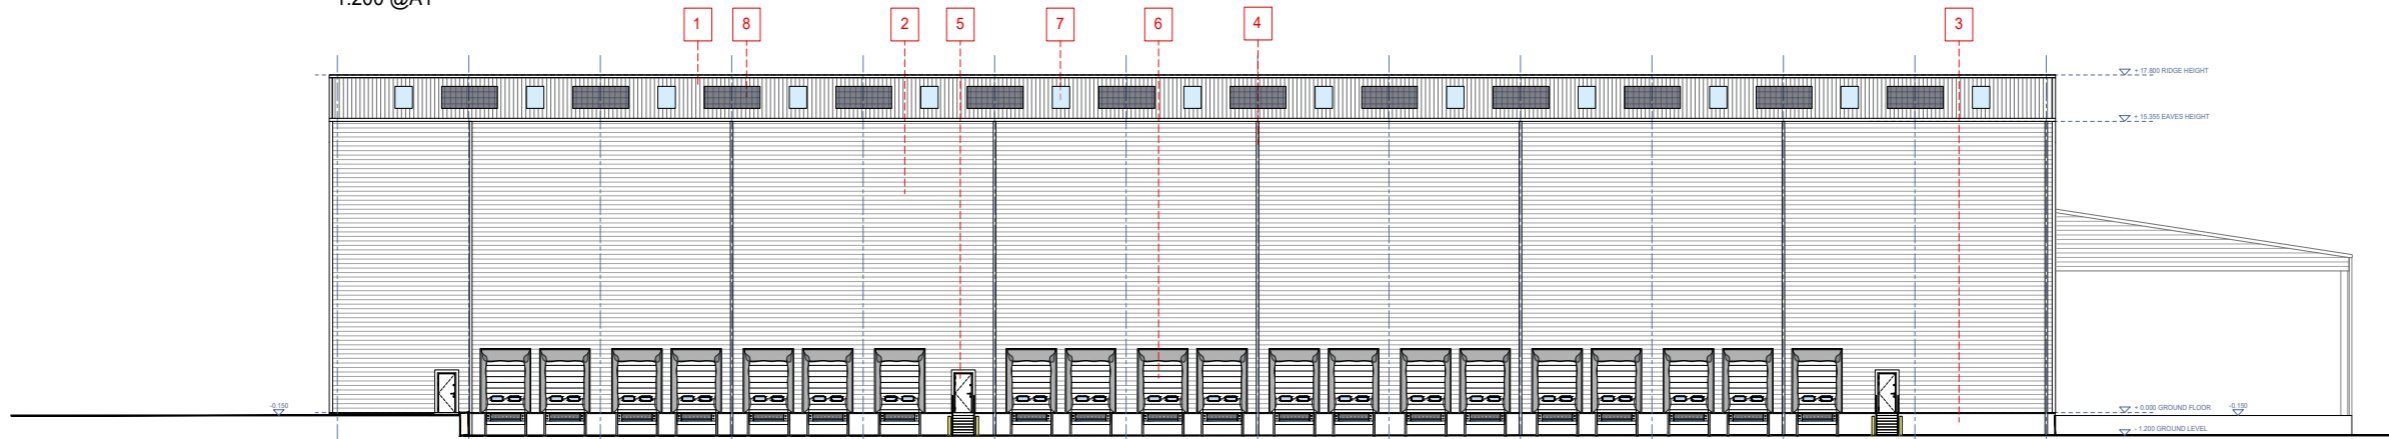 1:200 @A1
1
8
2
5
7
6
4
3
+ 17.800 RIDGE HEIGHT
+ 15.355 EAVES HEIGHT
-0.150
+ 0.000 GROUND FLOOR
-0.150
- 1.200 GROUND LEVEL